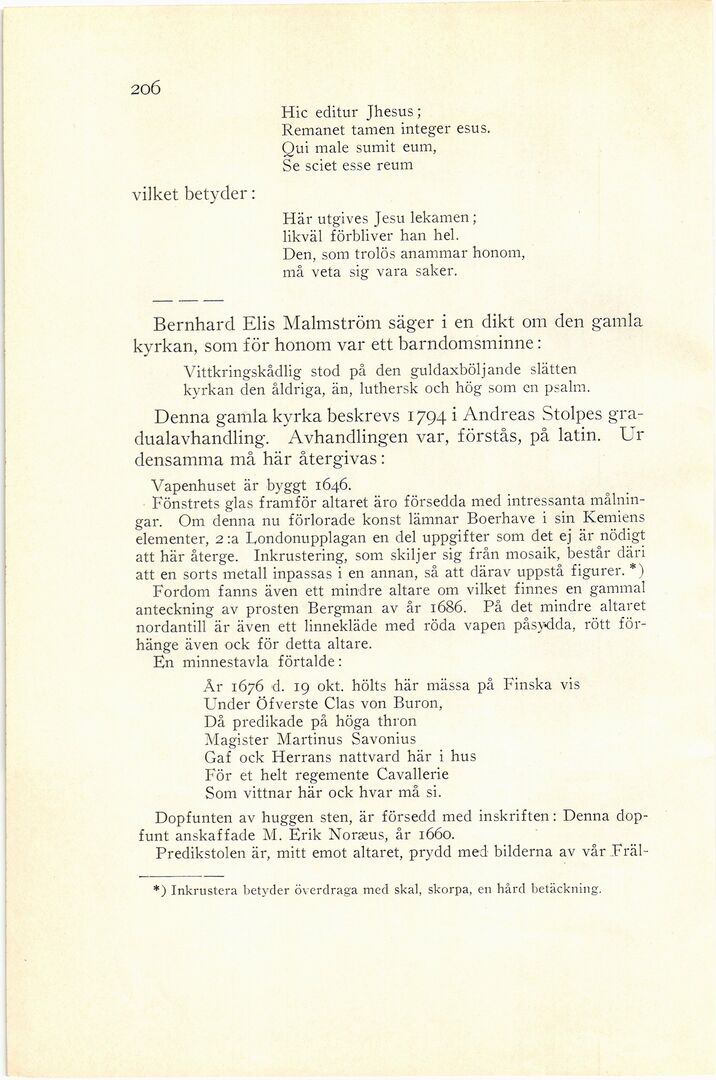 206
Hic editur Jhesus;
Remanet tamen integer esus.
Qui male sumit eum,
Se sciet esse reum
vilket betyder:
Här utgives Jesu lekamen;
likväl förbliver han hel.
Den, som trolös anammar honom,
må veta sig vara saker.
Bernhard Elis Malmström säger i en dikt om den gamla
kyrkan, som för honom var ett barndomsminne:
Vittkringskådlig stod på den guldaxböljande slätten
kyrkan den åldriga, än, luthersk och hög som en psalm.
Denna gamla kyrka beskrevs 1794 i Andreas Stolpes gra-
dualavhandling. Avhandlingen var, förstås, på latin. Ur
densamma må här återgivas:
Vapenhuset är byggt 1646.
Fönstrets glas framför altaret äro försedda med intressanta målnin-
gar. Om denna nu förlorade konst lämnar Boerhave i sin Kemiens
elementer, 2:a Londonupplagan en del uppgifter som det ej är nödigt
att här återge. Inkrustering, som skiljer sig från mosaik, består däri
att en sorts metall inpassas i en annan, så att därav uppstå figurer. *)
Fordom fanns även ett mindre altare om vilket finnes en gammal
anteckning av prosten Bergman av år 1686. På det mindre altaret
nordantill är även ett linnekläde med röda vapen påsydda, rött för-
hänge även ock för detta altare.
En minnestavla förtalde:
År 1676 d. 19 okt. hölts här mässa på Finska vis
Under Öfverste Clas von Buron,
Då predikade på höga thron
Magister Martinus Savonius
Gaf ock Herrans nattvard här i hus
För et helt regemente Cavallerie
Som vittnar här ock hvar må si.
Dopfunten av huggen sten, är försedd med inskriften: Denna dop-
funt anskaffade M. Erik Noræus, år 1660.
Predikstolen är, mitt emot altaret, prydd med bilderna av vår Fräl-
*) Inkrustera betyder överdraga med skal, skorpa, en hård betäckning.